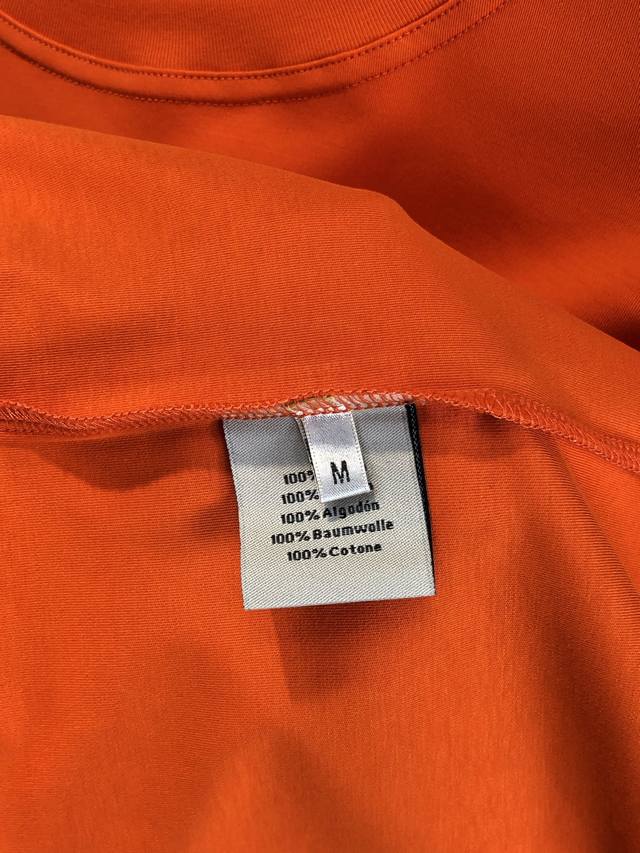 M
100%
100%
100% Algodón
100% Baumwolle
100% Cotone